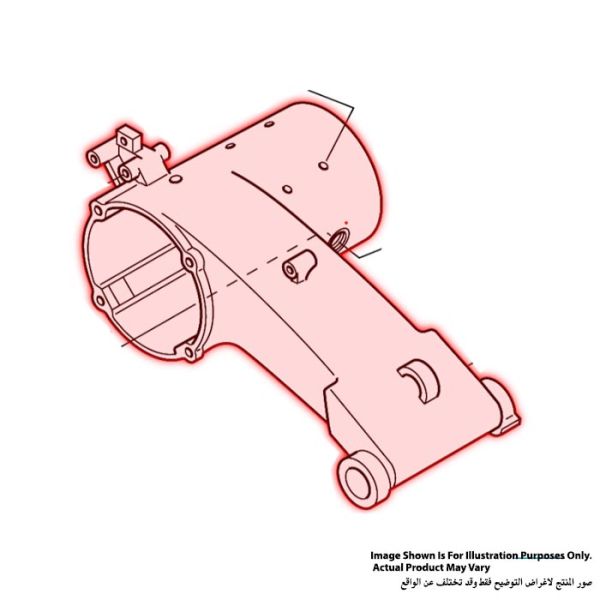 Image Shown Is For Illustration Purposes Only.
Actual Product May Vary
صور المنتج لاغراض التوضيح فقط وقد تختلف عن الواقع